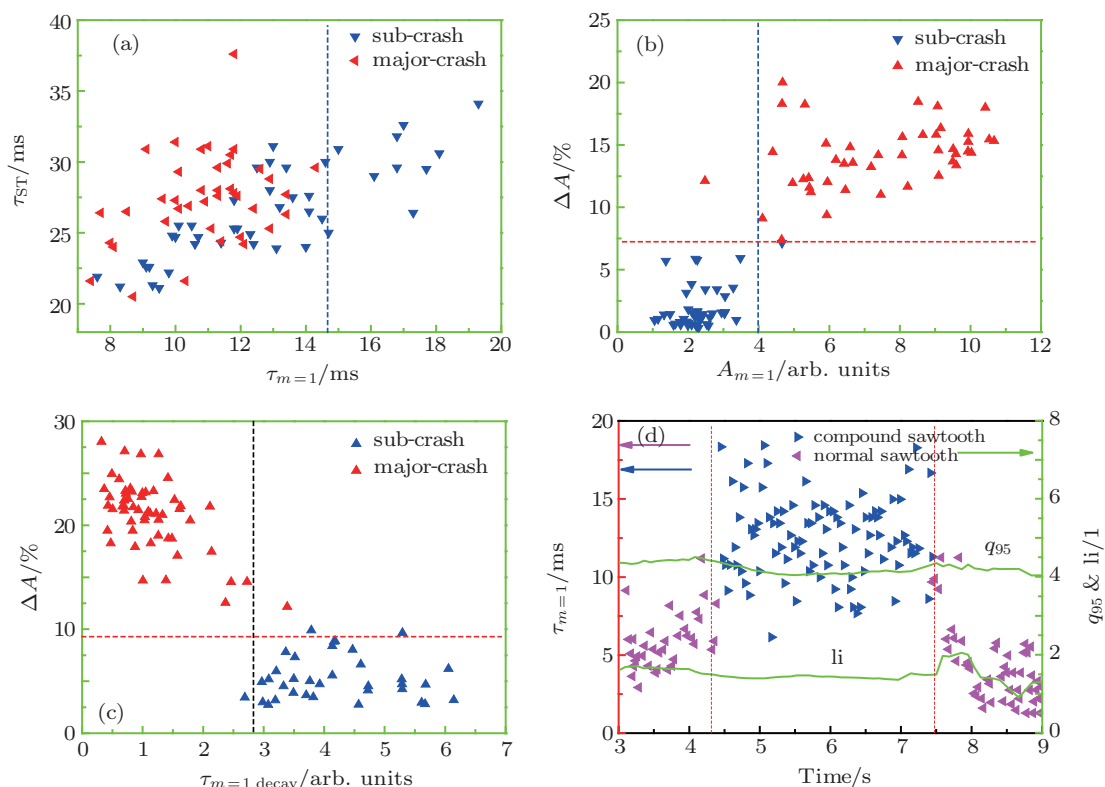 (a)
sub-crash
major-crash
40
35
30
25
20
τST/ms
8 10 12 14 16 18 20
τm=1/ms
(b)
sub-crash
major-crash
25
20
15
10
5
0
ΔA/%
0 2 4 6 8 10 12
Am=1/arb. units
(c)
sub-crash
major-crash
30
20
10
0
ΔA/%
0 1 2 3 4 5 6 7
τm=1 decay/arb. units
(d)
compound sawtooth
normal sawtooth
20
15
10
5
0
τm=1/ms
q95
li
8
6
4
2
0
q95 & li/1
3 4 5 6 7 8 9
Time/s